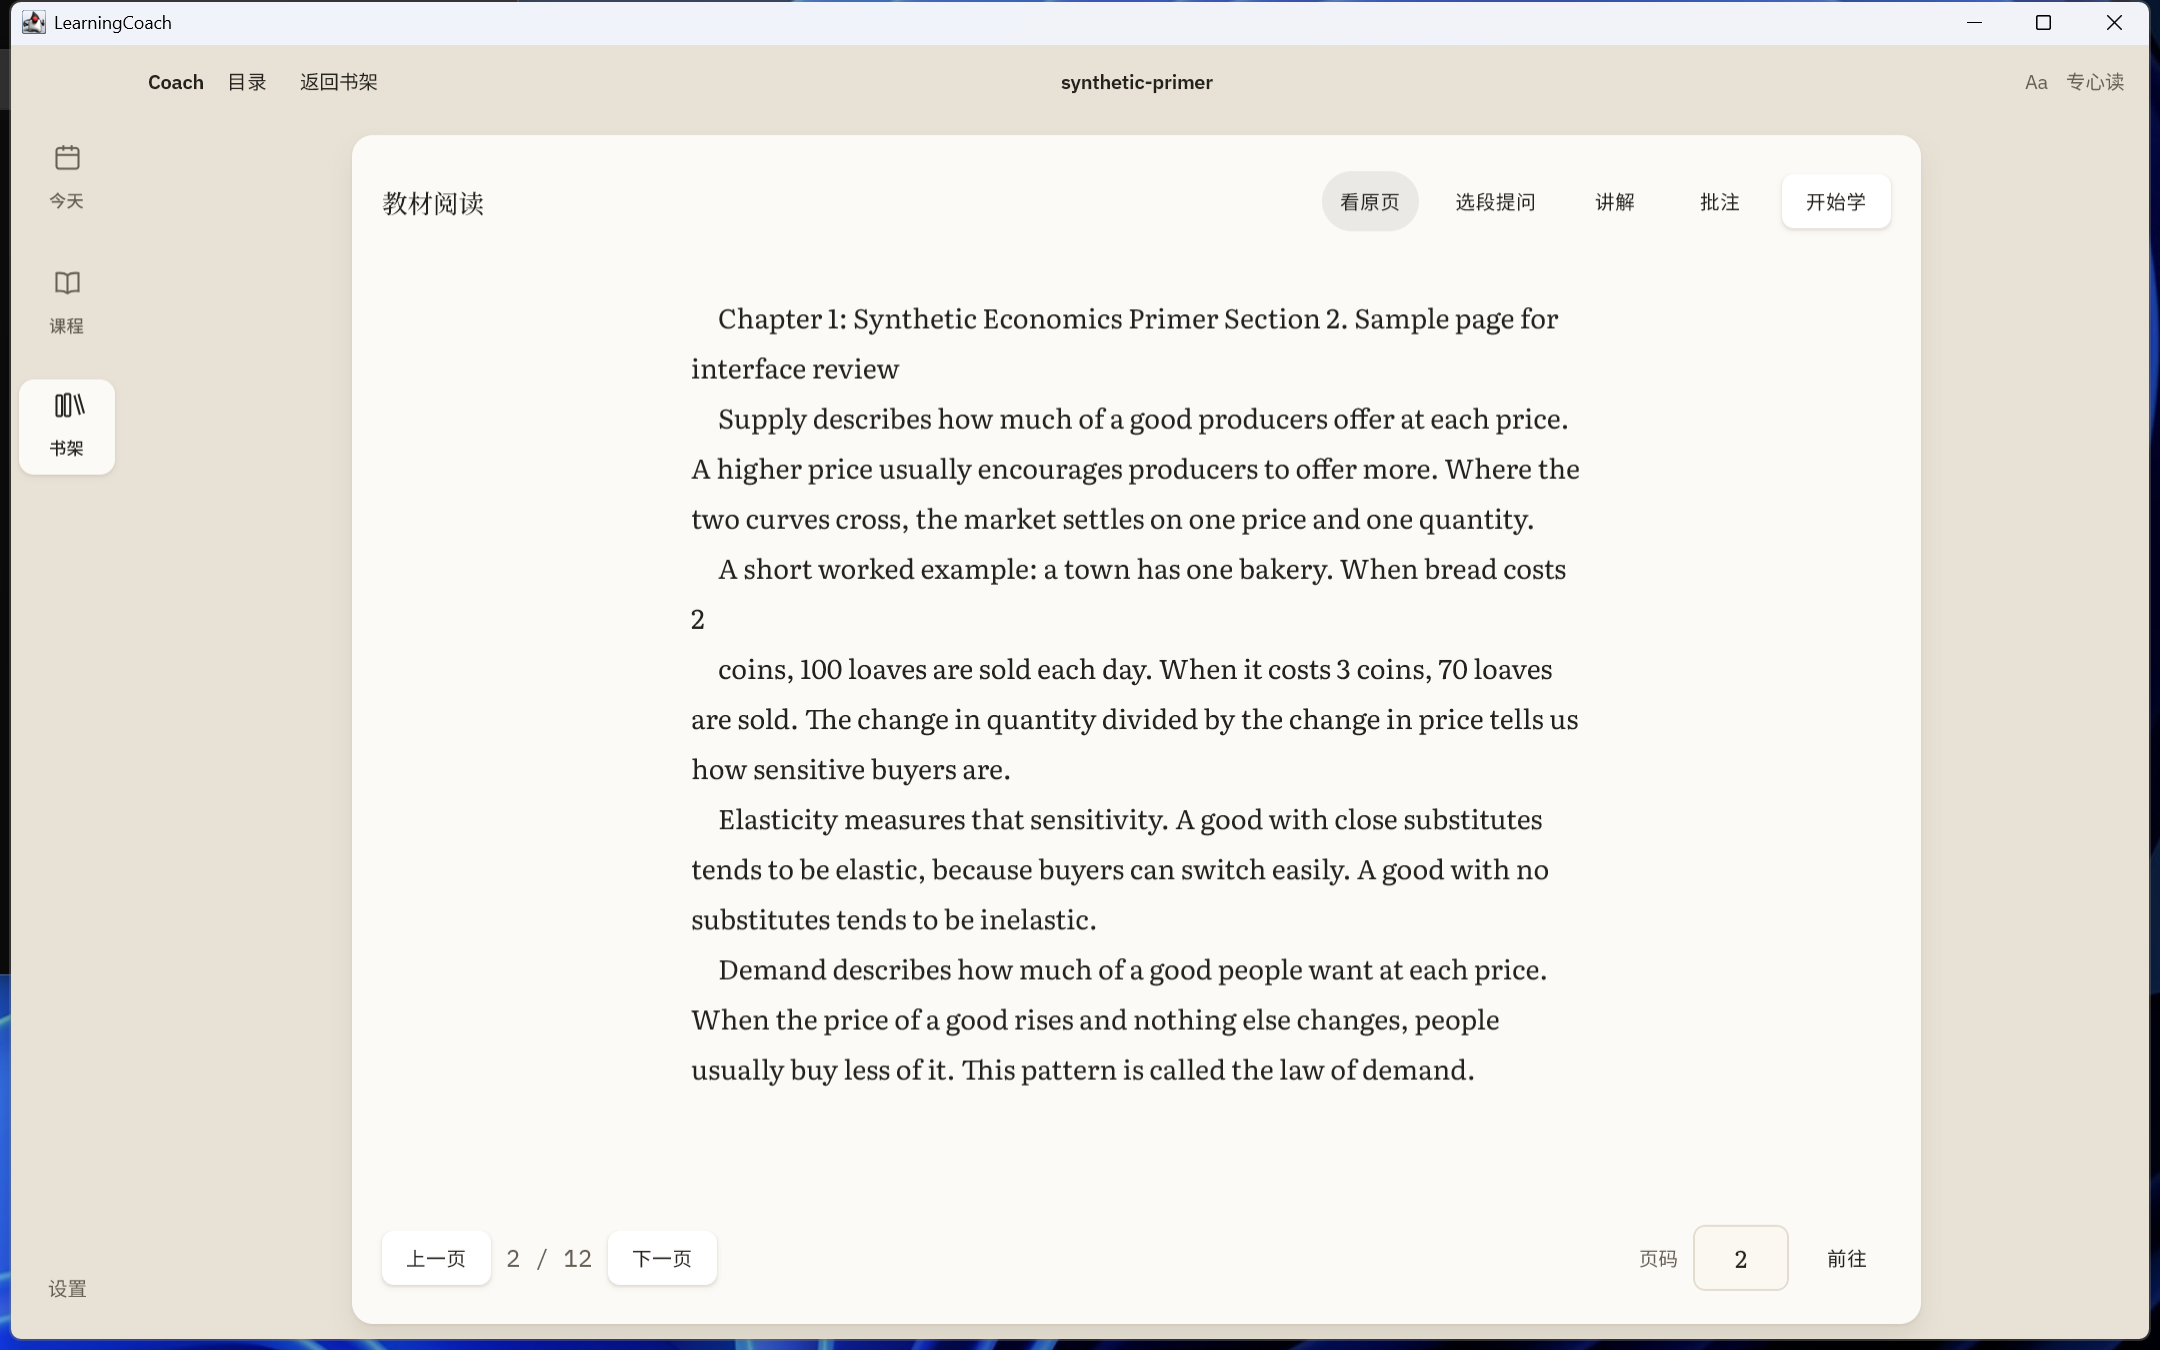 LearningCoach
Coach 目录 返回书架
synthetic-primer
Aa 专心读
今天
课程
书架
设置
教材阅读
看原页 选段提问 讲解 批注 开始学
Chapter 1: Synthetic Economics Primer Section 2. Sample page for
interface review
Supply describes how much of a good producers offer at each price.
A higher price usually encourages producers to offer more. Where the
two curves cross, the market settles on one price and one quantity.
A short worked example: a town has one bakery. When bread costs
2
coins, 100 loaves are sold each day. When it costs 3 coins, 70 loaves
are sold. The change in quantity divided by the change in price tells us
how sensitive buyers are.
Elasticity measures that sensitivity. A good with close substitutes
tends to be elastic, because buyers can switch easily. A good with no
substitutes tends to be inelastic.
Demand describes how much of a good people want at each price.
When the price of a good rises and nothing else changes, people
usually buy less of it. This pattern is called the law of demand.
上一页 2 / 12 下一页
页码 2 前往